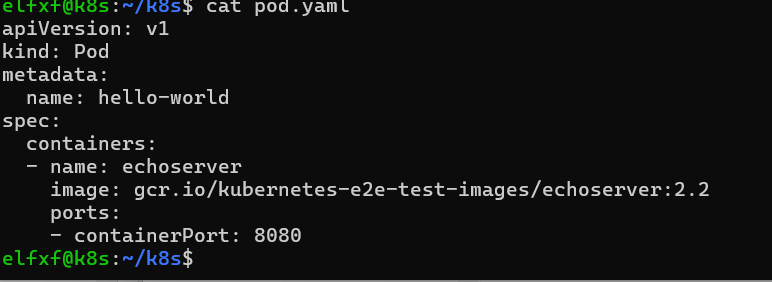 elfxf@k8s:~/k8s$ cat pod.yaml
apiVersion: v1
kind: Pod
metadata:
  name: hello-world
spec:
  containers:
  - name: echoserver
    image: gcr.io/kubernetes-e2e-test-images/echoserver:2.2
    ports:
    - containerPort: 8080
elfxf@k8s:~/k8s$